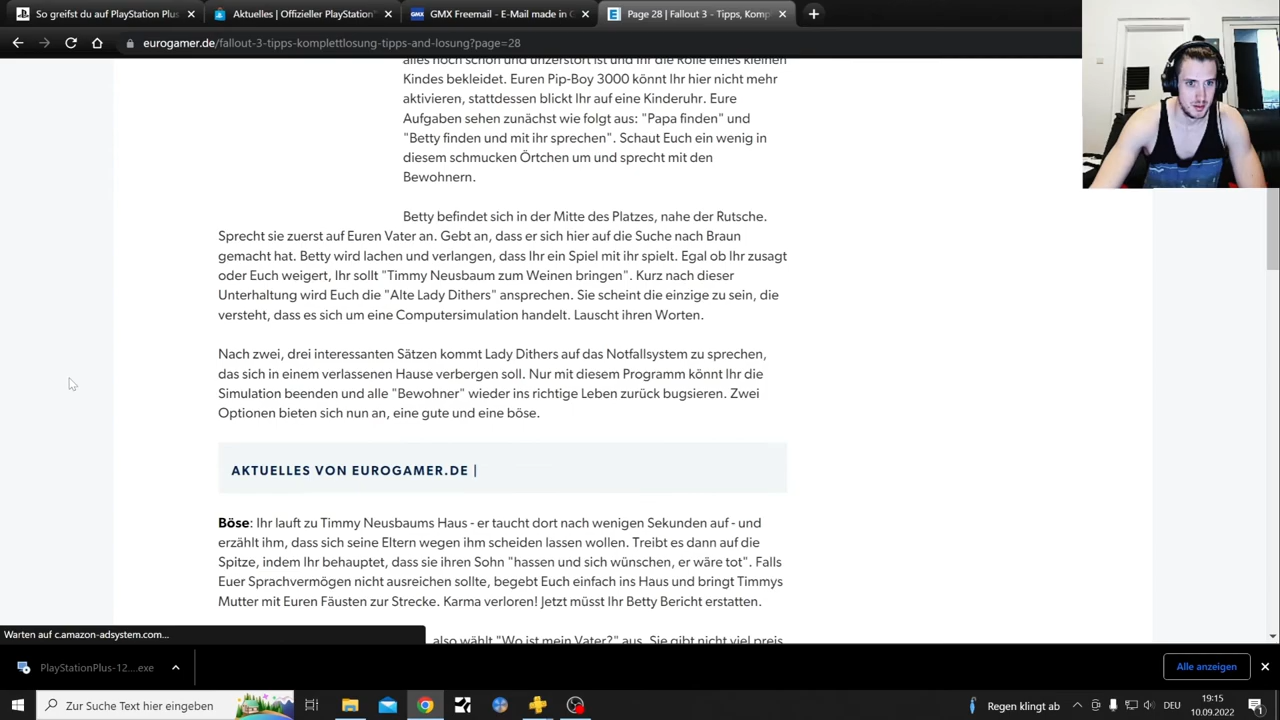 So greifst du auf PlayStation Plus
Aktuelles | Offizieller PlayStation
GMX Freemail - E-Mail made in G
Page 28 | Fallout 3 - Tipps, Komp
eurogamer.de/fallout-3-tipps-komplettlosung-tipps-and-losung?page=28
alles noch schön und unzerstört ist und Ihr die Rolle eines kleinen
Kindes bekleidet. Euren Pip-Boy 3000 könnt Ihr hier nicht mehr
aktivieren, stattdessen blickt Ihr auf eine Kinderuhr. Eure
Aufgaben sehen zunächst wie folgt aus: "Papa finden" und
"Betty finden und mit ihr sprechen". Schaut Euch ein wenig in
diesem schmucken Örtchen um und sprecht mit den
Bewohnern.
Betty befindet sich in der Mitte des Platzes, nahe der Rutsche.
Sprecht sie zuerst auf Euren Vater an. Gebt an, dass er sich hier auf die Suche nach Braun
gemacht hat. Betty wird lachen und verlangen, dass Ihr ein Spiel mit ihr spielt. Egal ob Ihr zusagt
oder Euch weigert, Ihr sollt "Timmy Neusbaum zum Weinen bringen". Kurz nach dieser
Unterhaltung wird Euch die "Alte Lady Dithers" ansprechen. Sie scheint die einzige zu sein, die
versteht, dass es sich um eine Computersimulation handelt. Lauscht ihren Worten.
Nach zwei, drei interessanten Sätzen kommt Lady Dithers auf das Notfallsystem zu sprechen,
das sich in einem verlassenen Hause verbergen soll. Nur mit diesem Programm könnt Ihr die
Simulation beenden und alle "Bewohner" wieder ins richtige Leben zurück bugsieren. Zwei
Optionen bieten sich nun an, eine gute und eine böse.
AKTUELLES VON EUROGAMER.DE |
Böse: Ihr lauft zu Timmy Neusbaums Haus - er taucht dort nach wenigen Sekunden auf - und
erzählt ihm, dass sich seine Eltern wegen ihm scheiden lassen wollen. Treibt es dann auf die
Spitze, indem Ihr behauptet, dass sie ihren Sohn "hassen und sich wünschen, er wäre tot". Falls
Euer Sprachvermögen nicht ausreichen sollte, begebt Euch einfach ins Haus und bringt Timmys
Mutter mit Euren Fäusten zur Strecke. Karma verloren! Jetzt müsst Ihr Betty Bericht erstatten.
also wählt "Wo ist mein Vater?" aus. Sie gibt nicht viel preis
Warten auf c.amazon-adsystem.com...
PlayStationPlus-12....exe
Alle anzeigen
Zur Suche Text hier eingeben
Regen klingt ab
DEU
19:15
10.09.2022
1